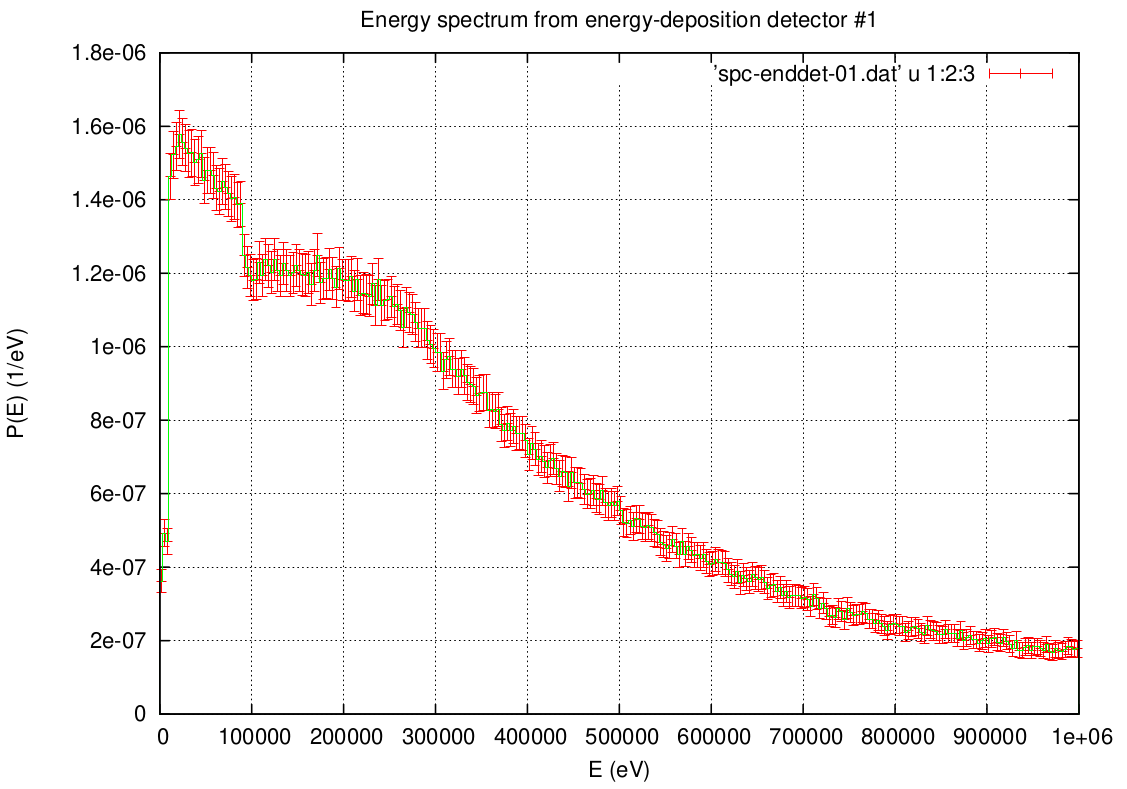 Energy spectrum from energy-deposition detector #1
1.8e-06
'spc-enddet-01.dat' u 1:2:3
1.6e-06
1.4e-06
1.2e-06
1e-06
8e-07
6e-07
4e-07
2e-07
0
P(E) (1/eV)
0 100000 200000 300000 400000 500000 600000 700000 800000 900000 1e+06
E (eV)